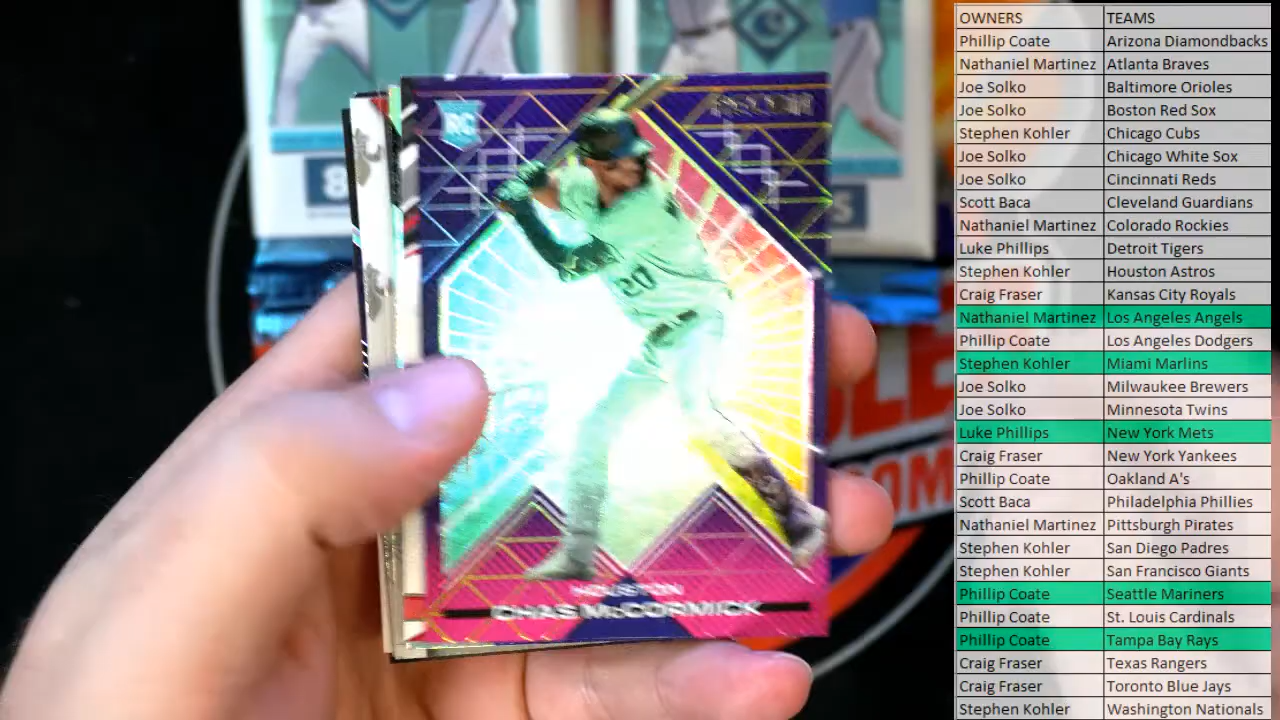 RC
RECON
20
HOUSTON
CHAS McCORMICK
8
S
OM
OWNERS TEAMS
Phillip Coate Arizona Diamondbacks
Nathaniel Martinez Atlanta Braves
Joe Solko Baltimore Orioles
Joe Solko Boston Red Sox
Stephen Kohler Chicago Cubs
Joe Solko Chicago White Sox
Joe Solko Cincinnati Reds
Scott Baca Cleveland Guardians
Nathaniel Martinez Colorado Rockies
Luke Phillips Detroit Tigers
Stephen Kohler Houston Astros
Craig Fraser Kansas City Royals
Nathaniel Martinez Los Angeles Angels
Phillip Coate Los Angeles Dodgers
Stephen Kohler Miami Marlins
Joe Solko Milwaukee Brewers
Joe Solko Minnesota Twins
Luke Phillips New York Mets
Craig Fraser New York Yankees
Phillip Coate Oakland A's
Scott Baca Philadelphia Phillies
Nathaniel Martinez Pittsburgh Pirates
Stephen Kohler San Diego Padres
Stephen Kohler San Francisco Giants
Phillip Coate Seattle Mariners
Phillip Coate St. Louis Cardinals
Phillip Coate Tampa Bay Rays
Craig Fraser Texas Rangers
Craig Fraser Toronto Blue Jays
Stephen Kohler Washington Nationals